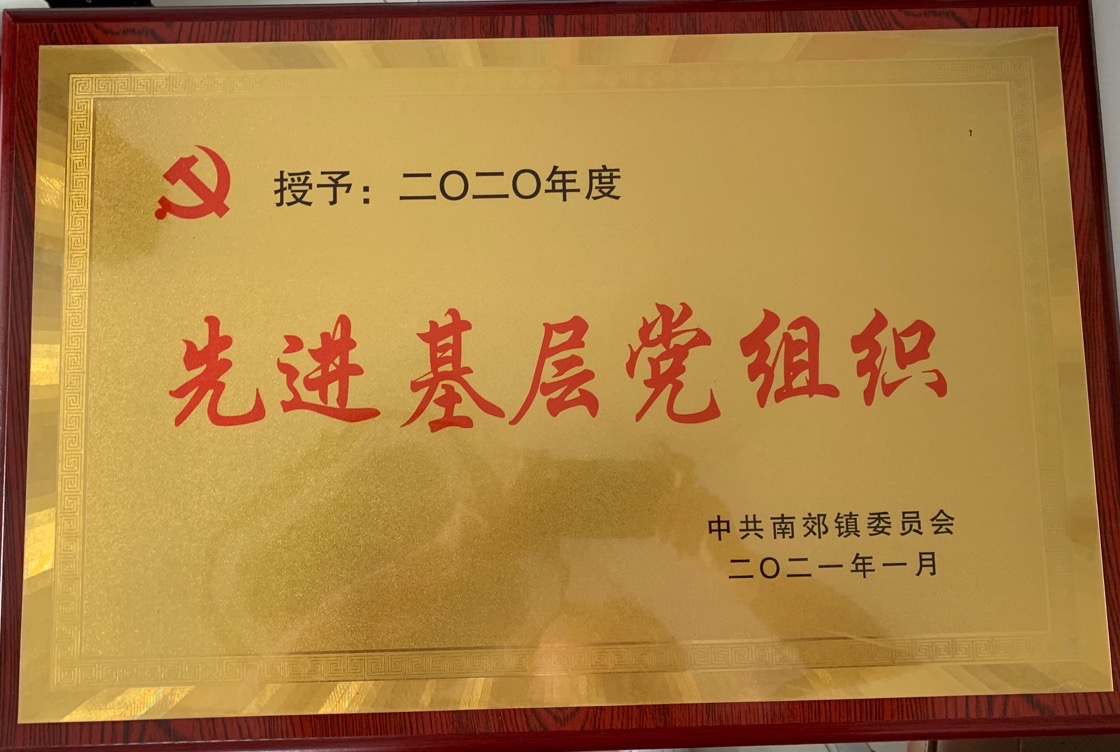 授予：二〇二〇年度
先进基层党组织
中共南郊镇委员会
二〇二一年一月